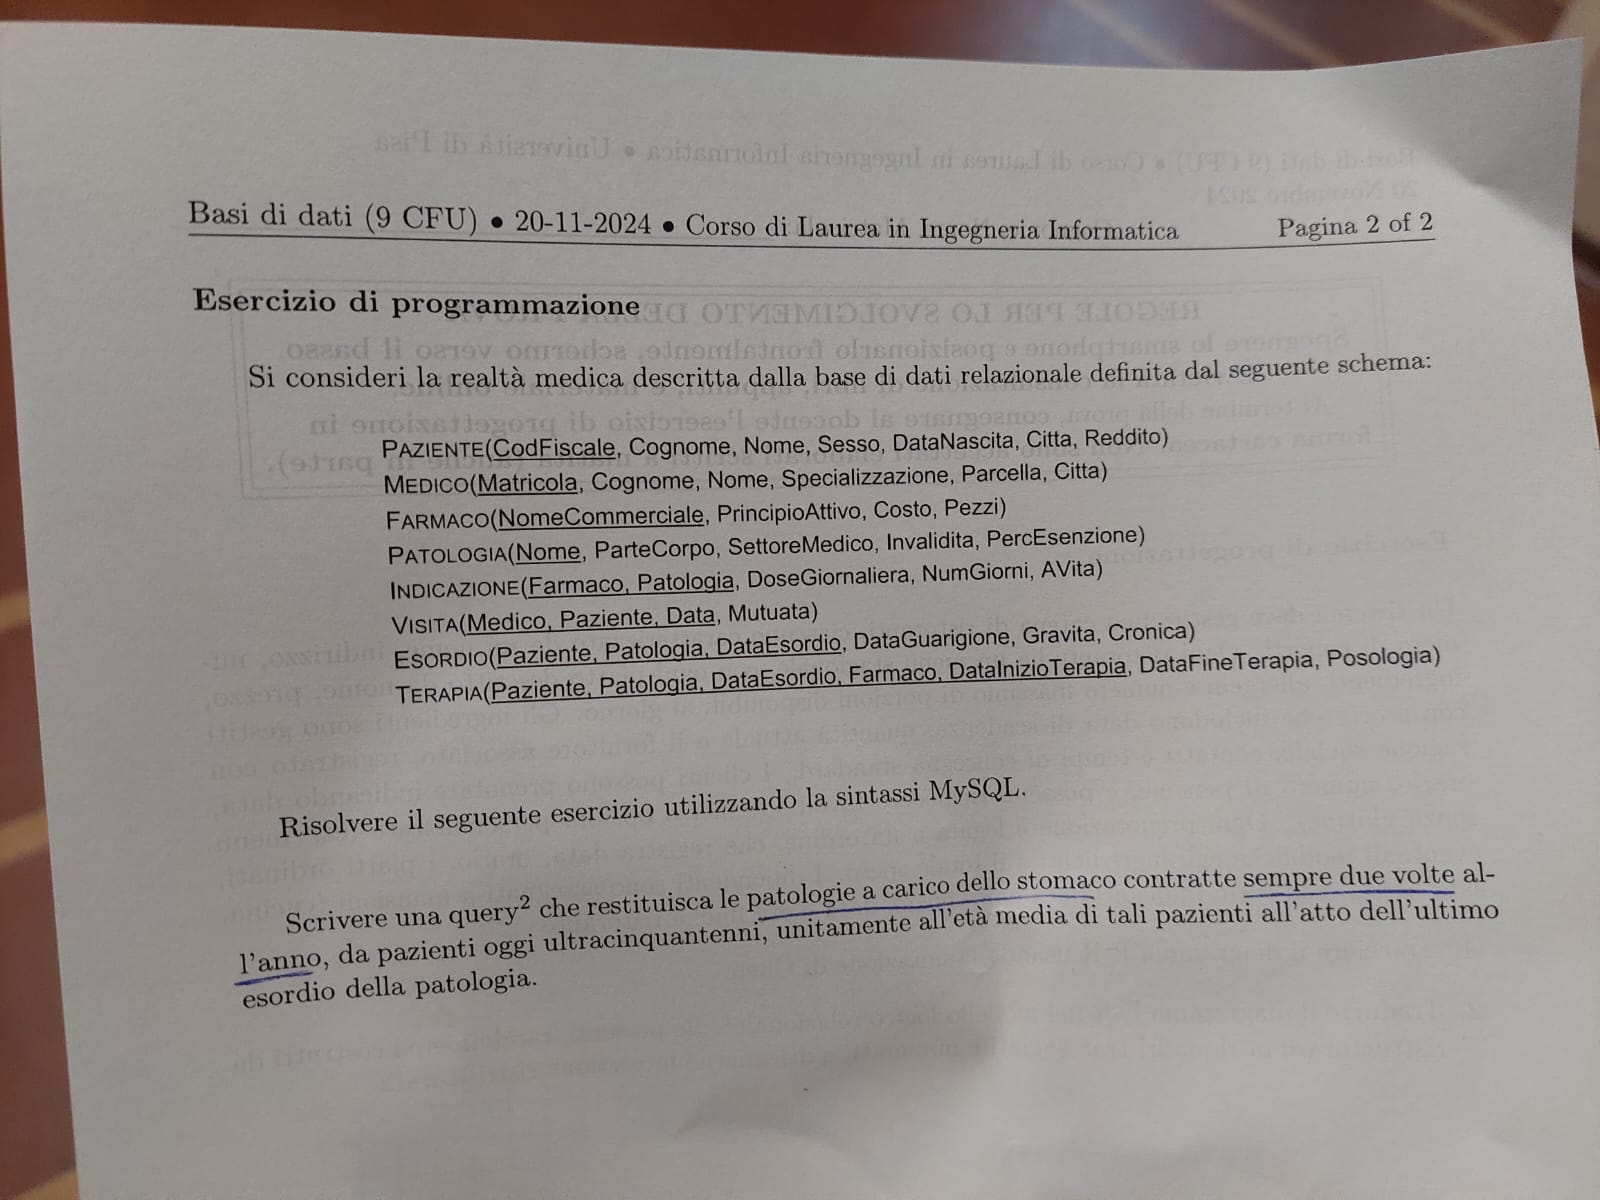 Basi di dati (9 CFU) • 20-11-2024 • Corso di Laurea in Ingegneria Informatica Pagina 2 of 2
Esercizio di programmazione
Si consideri la realtà medica descritta dalla base di dati relazionale definita dal seguente schema:
PAZIENTE(CodFiscale, Cognome, Nome, Sesso, DataNascita, Citta, Reddito)
MEDICO(Matricola, Cognome, Nome, Specializzazione, Parcella, Citta)
FARMACO(NomeCommerciale, PrincipioAttivo, Costo, Pezzi)
PATOLOGIA(Nome, ParteCorpo, SettoreMedico, Invalidita, PercEsenzione)
INDICAZIONE(Farmaco, Patologia, DoseGiornaliera, NumGiorni, AVita)
VISITA(Medico, Paziente, Data, Mutuata)
ESORDIO(Paziente, Patologia, DataEsordio, DataGuarigione, Gravita, Cronica)
TERAPIA(Paziente, Patologia, DataEsordio, Farmaco, DataInizioTerapia, DataFineTerapia, Posologia)
Risolvere il seguente esercizio utilizzando la sintassi MySQL.
Scrivere una query² che restituisca le patologie a carico dello stomaco contratte sempre due volte al-
l'anno, da pazienti oggi ultracinquantenni, unitamente all'età media di tali pazienti all'atto dell'ultimo
esordio della patologia.